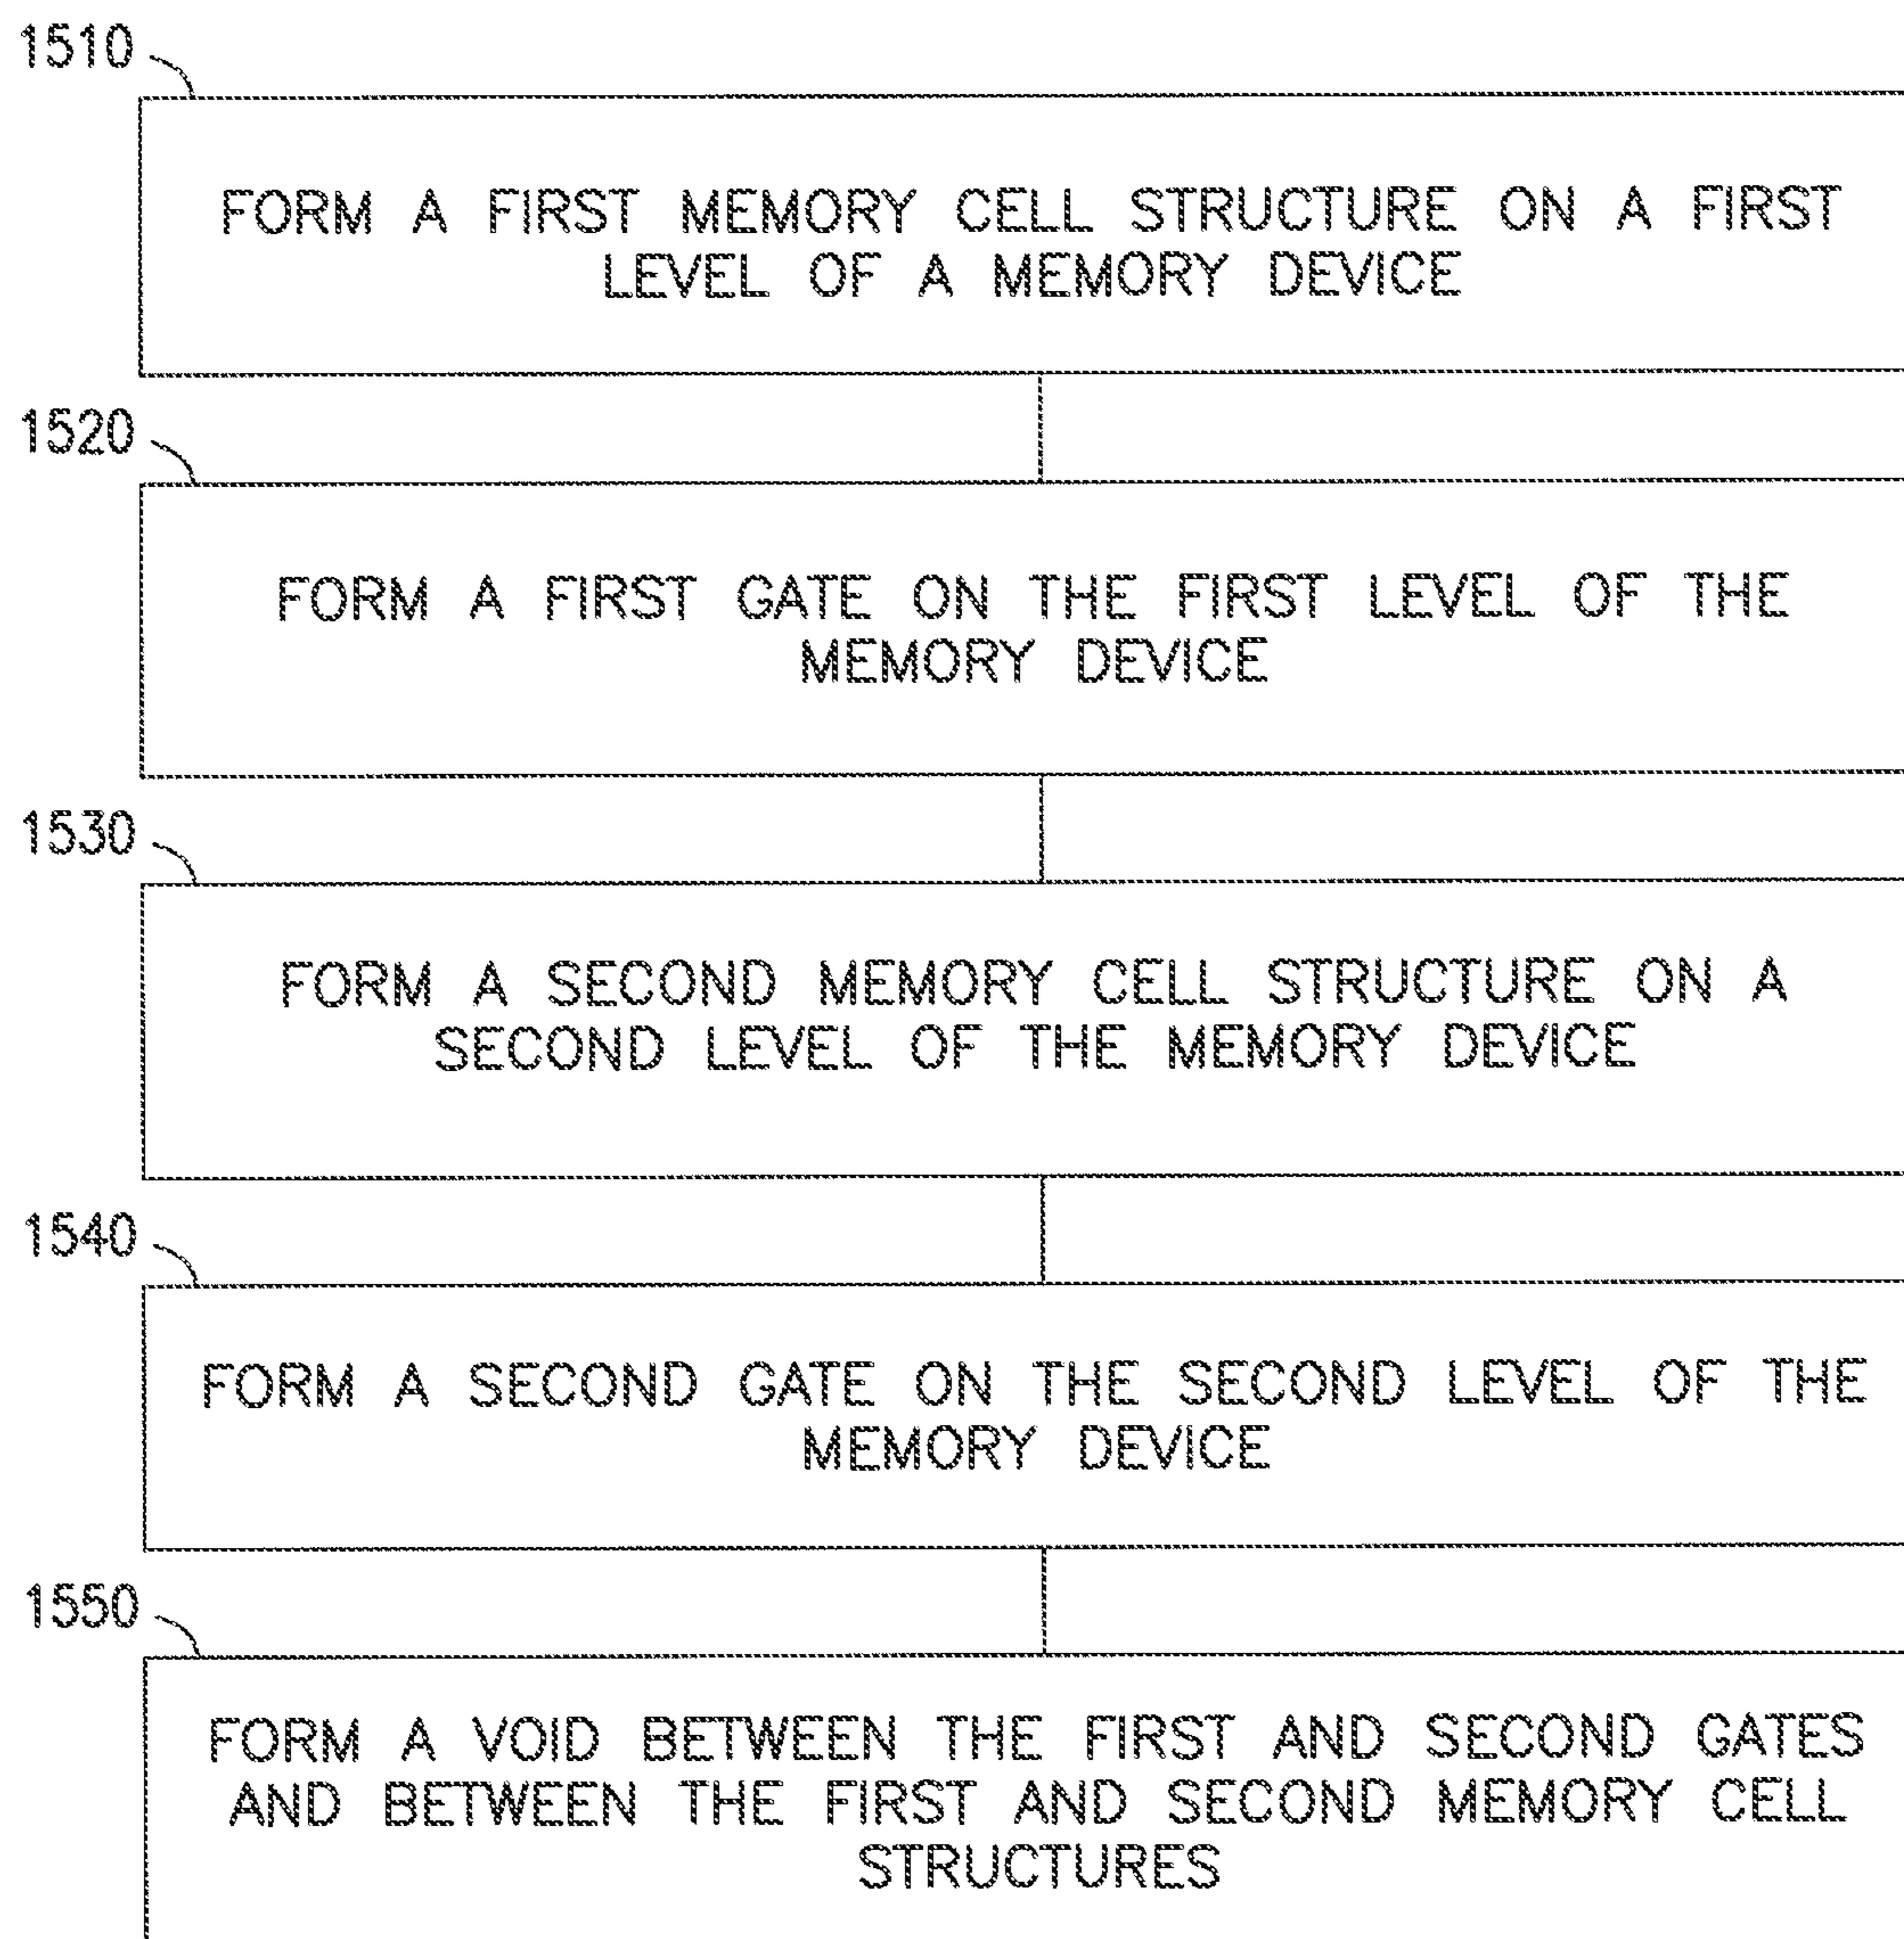 1510
FORM A FIRST MEMORY CELL STRUCTURE ON A FIRST
LEVEL OF A MEMORY DEVICE
1520
FORM A FIRST GATE ON THE FIRST LEVEL OF THE
MEMORY DEVICE
1530
FORM A SECOND MEMORY CELL STRUCTURE ON A
SECOND LEVEL OF THE MEMORY DEVICE
1540
FORM A SECOND GATE ON THE SECOND LEVEL OF THE
MEMORY DEVICE
1550
FORM A VOID BETWEEN THE FIRST AND SECOND GATES
AND BETWEEN THE FIRST AND SECOND MEMORY CELL
STRUCTURES